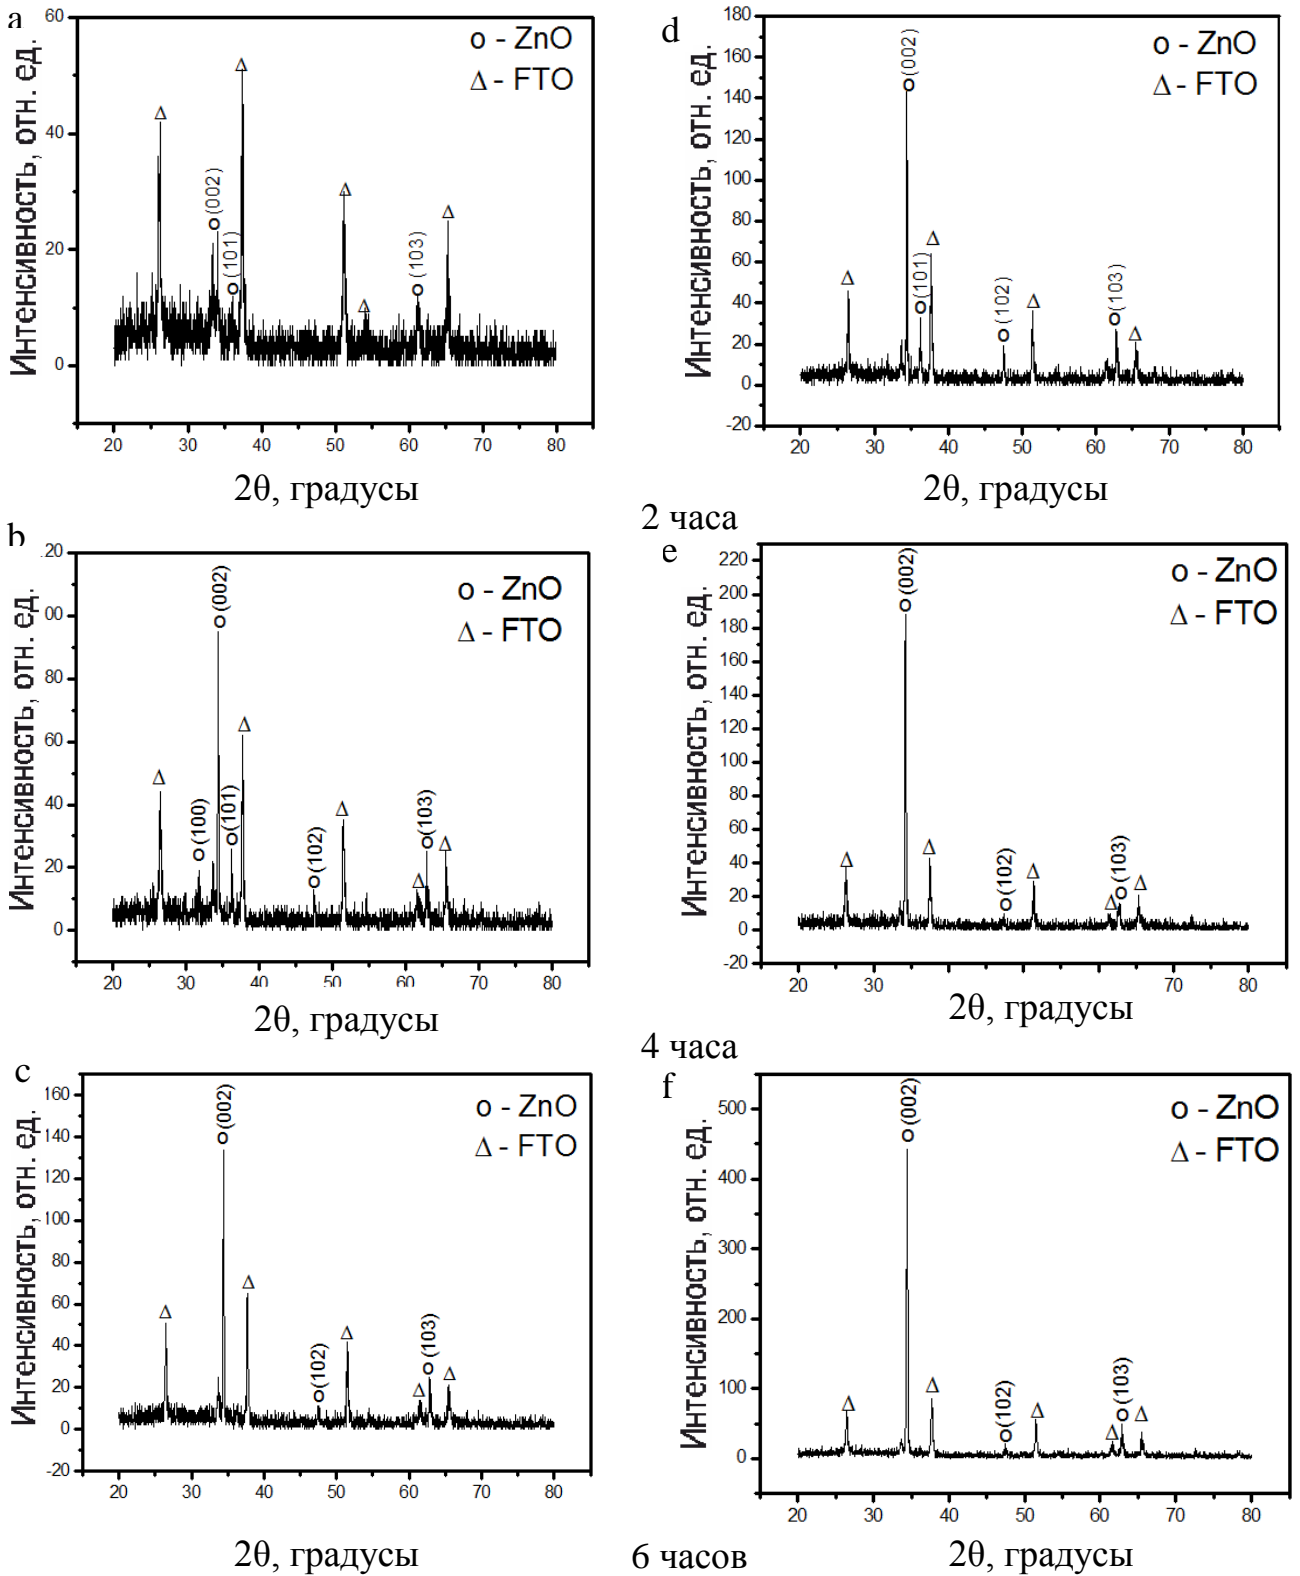 a
Интенсивность, отн. ед.
60
40
20
0
o - ZnO
Δ - FTO
Δ
o (002)
o (101)
Δ
Δ
Δ
o (103)
Δ
20 30 40 50 60 70 80
2θ, градусы
d
Интенсивность, отн. ед.
180
160
140
120
100
80
60
40
20
0
-20
o - ZnO
Δ - FTO
Δ
o (002)
o (101)
Δ
o (102)
Δ
o (103)
Δ
20 30 40 50 60 70 80
2θ, градусы
2 часа
b
Интенсивность, отн. ед.
20
00
80
60
40
20
0
o - ZnO
Δ - FTO
Δ
o (100)
o (002)
o (101)
Δ
o (102)
Δ
Δ
o (103)
Δ
20 30 40 50 60 70 80
2θ, градусы
e
Интенсивность, отн. ед.
220
200
180
160
140
120
100
80
60
40
20
0
-20
o - ZnO
Δ - FTO
Δ
o (002)
Δ
o (102)
Δ
Δ
o (103)
Δ
20 30 70 80
2θ, градусы
4 часа
c
Интенсивность, отн. ед.
160
140
120
100
80
60
40
20
0
-20
o - ZnO
Δ - FTO
Δ
o (002)
Δ
o (102)
Δ
Δ
o (103)
Δ
20 30 40 50 60 70 80
2θ, градусы
f
Интенсивность, отн. ед.
500
400
300
200
100
0
o - ZnO
Δ - FTO
Δ
o (002)
Δ
o (102)
Δ
Δ
o (103)
Δ
20 30 40 50 60 70 80
2θ, градусы
6 часов